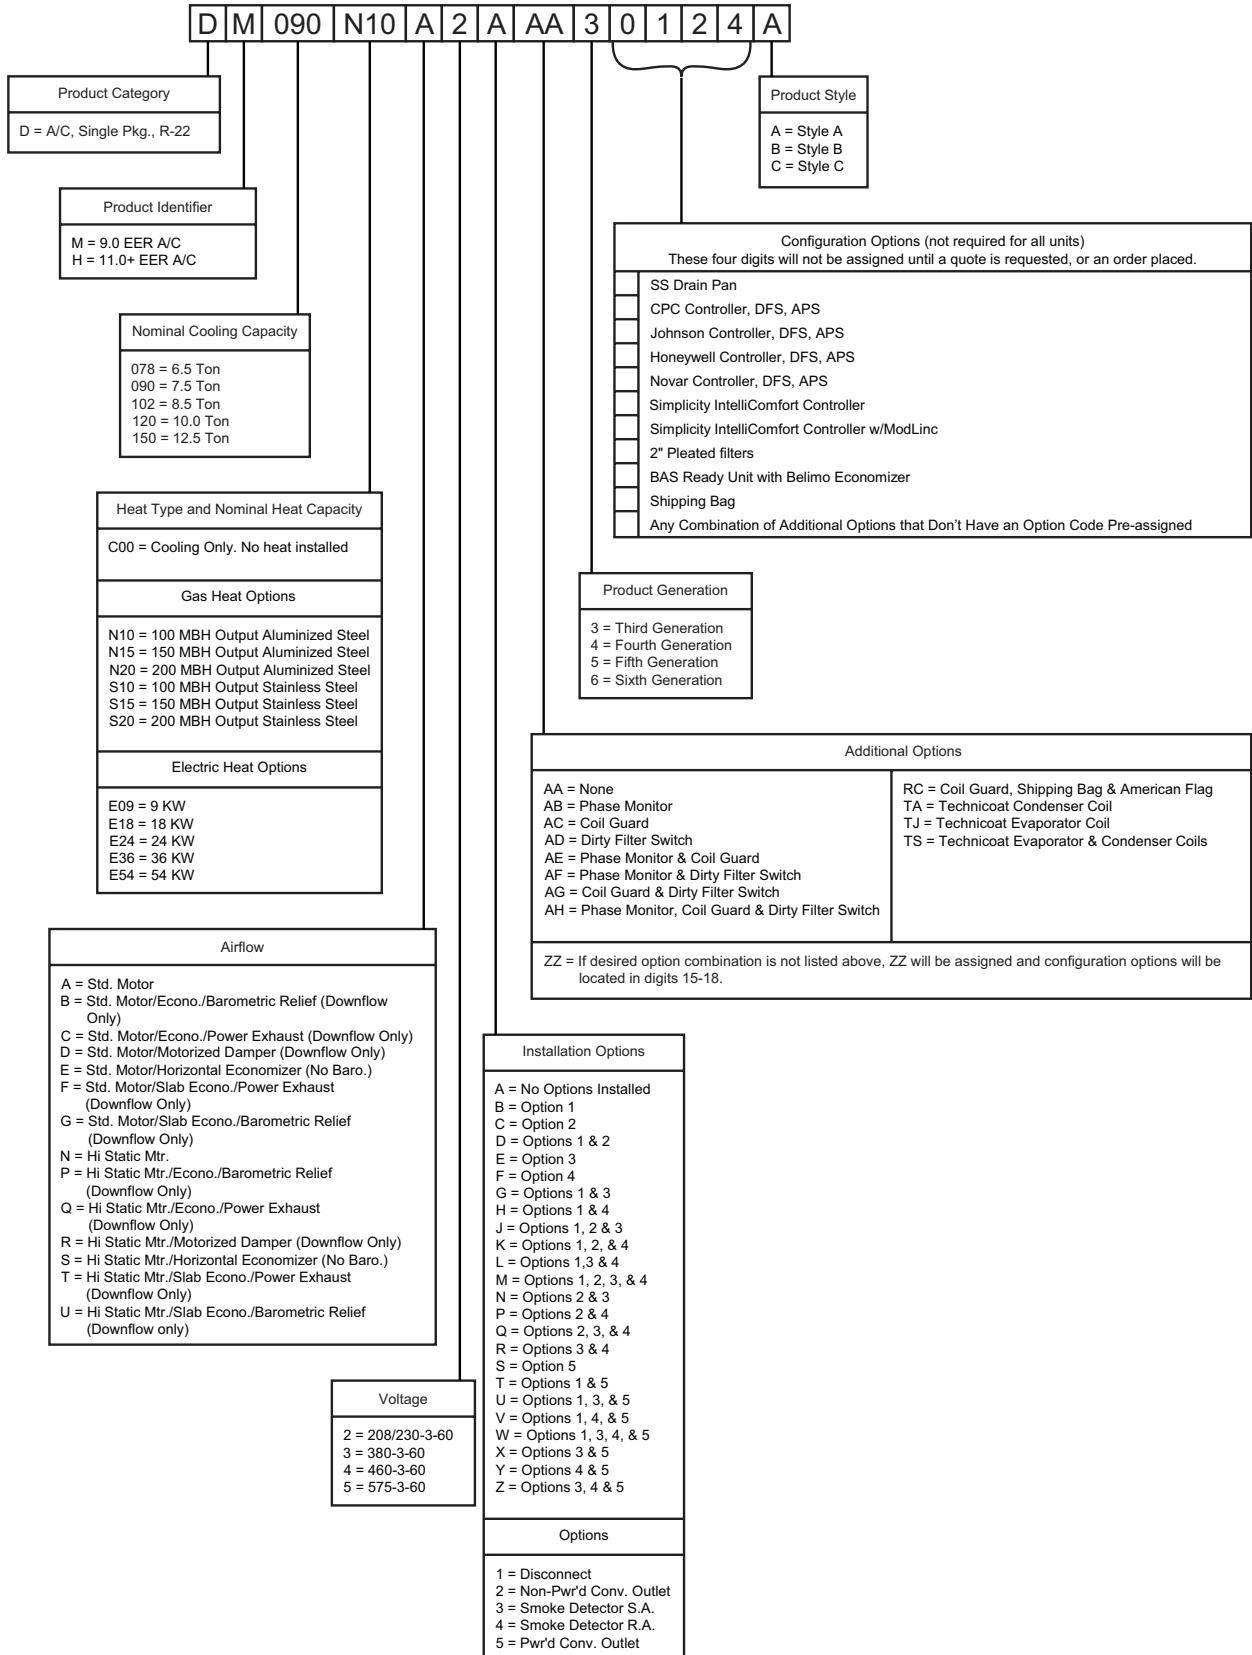 D M 090 N10 A 2 A AA 3 0 1 2 4 A
Product Category
D = A/C, Single Pkg., R-22
Product Identifier
M = 9.0 EER A/C
H = 11.0+ EER A/C
Nominal Cooling Capacity
078 = 6.5 Ton
090 = 7.5 Ton
102 = 8.5 Ton
120 = 10.0 Ton
150 = 12.5 Ton
Heat Type and Nominal Heat Capacity
C00 = Cooling Only. No heat installed
Gas Heat Options
N10 = 100 MBH Output Aluminized Steel
N15 = 150 MBH Output Aluminized Steel
N20 = 200 MBH Output Aluminized Steel
S10 = 100 MBH Output Stainless Steel
S15 = 150 MBH Output Stainless Steel
S20 = 200 MBH Output Stainless Steel
Electric Heat Options
E09 = 9 KW
E18 = 18 KW
E24 = 24 KW
E36 = 36 KW
E54 = 54 KW
Airflow
A = Std. Motor
B = Std. Motor/Econo./Barometric Relief (Downflow
Only)
C = Std. Motor/Econo./Power Exhaust (Downflow Only)
D = Std. Motor/Motorized Damper (Downflow Only)
E = Std. Motor/Horizontal Economizer (No Baro.)
F = Std. Motor/Slab Econo./Power Exhaust
(Downflow Only)
G = Std. Motor/Slab Econo./Barometric Relief
(Downflow Only)
N = Hi Static Mtr.
P = Hi Static Mtr./Econo./Barometric Relief
(Downflow Only)
Q = Hi Static Mtr./Econo./Power Exhaust
(Downflow Only)
R = Hi Static Mtr./Motorized Damper (Downflow Only)
S = Hi Static Mtr./Horizontal Economizer (No Baro.)
T = Hi Static Mtr./Slab Econo./Power Exhaust
(Downflow Only)
U = Hi Static Mtr./Slab Econo./Barometric Relief
(Downflow only)
Voltage
2 = 208/230-3-60
3 = 380-3-60
4 = 460-3-60
5 = 575-3-60
Installation Options
A = No Options Installed
B = Option 1
C = Option 2
D = Options 1 & 2
E = Option 3
F = Option 4
G = Options 1 & 3
H = Options 1 & 4
J = Options 1, 2 & 3
K = Options 1, 2, & 4
L = Options 1,3 & 4
M = Options 1, 2, 3, & 4
N = Options 2 & 3
P = Options 2 & 4
Q = Options 2, 3, & 4
R = Options 3 & 4
S = Option 5
T = Options 1 & 5
U = Options 1, 3, & 5
V = Options 1, 4, & 5
W = Options 1, 3, 4, & 5
X = Options 3 & 5
Y = Options 4 & 5
Z = Options 3, 4 & 5
Options
1 = Disconnect
2 = Non-Pwr'd Conv. Outlet
3 = Smoke Detector S.A.
4 = Smoke Detector R.A.
5 = Pwr'd Conv. Outlet
Additional Options
AA = None
AB = Phase Monitor
AC = Coil Guard
AD = Dirty Filter Switch
AE = Phase Monitor & Coil Guard
AF = Phase Monitor & Dirty Filter Switch
AG = Coil Guard & Dirty Filter Switch
AH = Phase Monitor, Coil Guard & Dirty Filter Switch
RC = Coil Guard, Shipping Bag & American Flag
TA = Technicoat Condenser Coil
TJ = Technicoat Evaporator Coil
TS = Technicoat Evaporator & Condenser Coils
ZZ = If desired option combination is not listed above, ZZ will be assigned and configuration options will be
located in digits 15-18.
Product Generation
3 = Third Generation
4 = Fourth Generation
5 = Fifth Generation
6 = Sixth Generation
Configuration Options (not required for all units)
These four digits will not be assigned until a quote is requested, or an order placed.
SS Drain Pan
CPC Controller, DFS, APS
Johnson Controller, DFS, APS
Honeywell Controller, DFS, APS
Novar Controller, DFS, APS
Simplicity IntelliComfort Controller
Simplicity IntelliComfort Controller w/ModLinc
2" Pleated filters
BAS Ready Unit with Belimo Economizer
Shipping Bag
Any Combination of Additional Options that Don't Have an Option Code Pre-assigned
Product Style
A = Style A
B = Style B
C = Style C